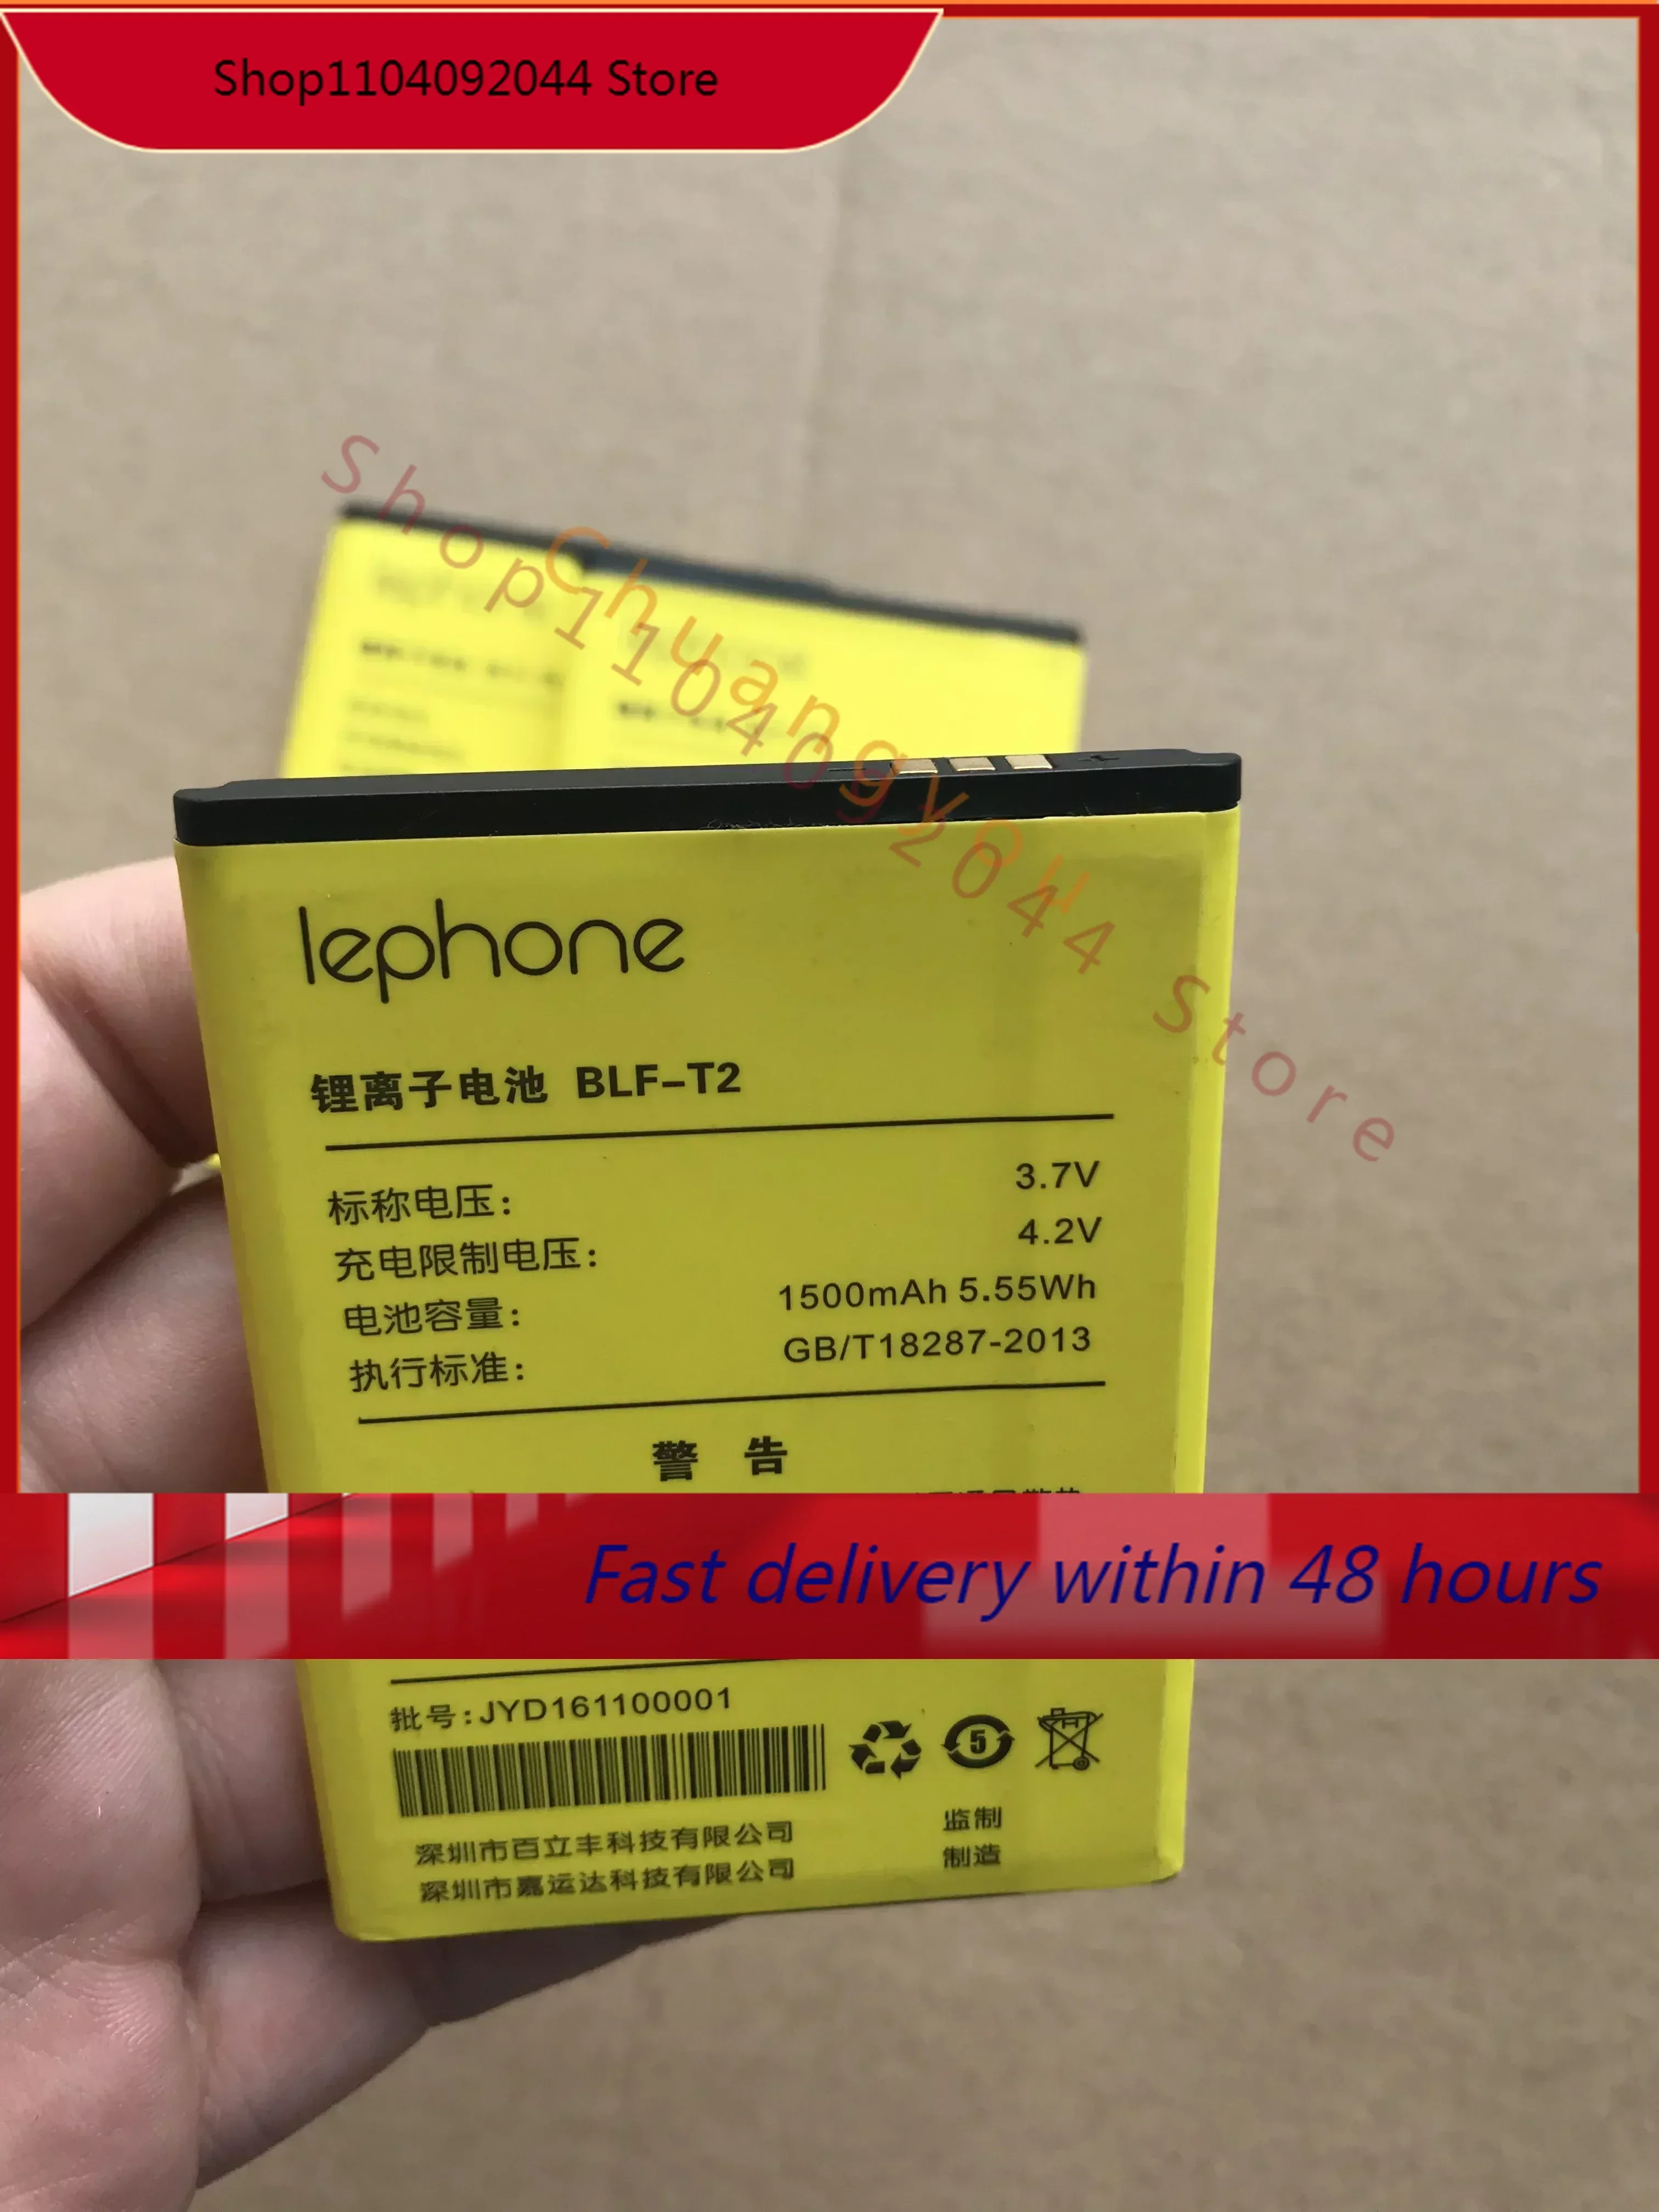 Shop1104092044 Store
Shop1104092044 Store
Chuangyou
lephone
锂离子电池 BLF-T2
标称电压: 3.7V
充电限制电压: 4.2V
电池容量: 1500mAh 5.55Wh
执行标准: GB/T18287-2013
警 告
Fast delivery within 48 hours
批号:JYD161100001
5
深圳市百立丰科技有限公司 监制
深圳市嘉运达科技有限公司 制造